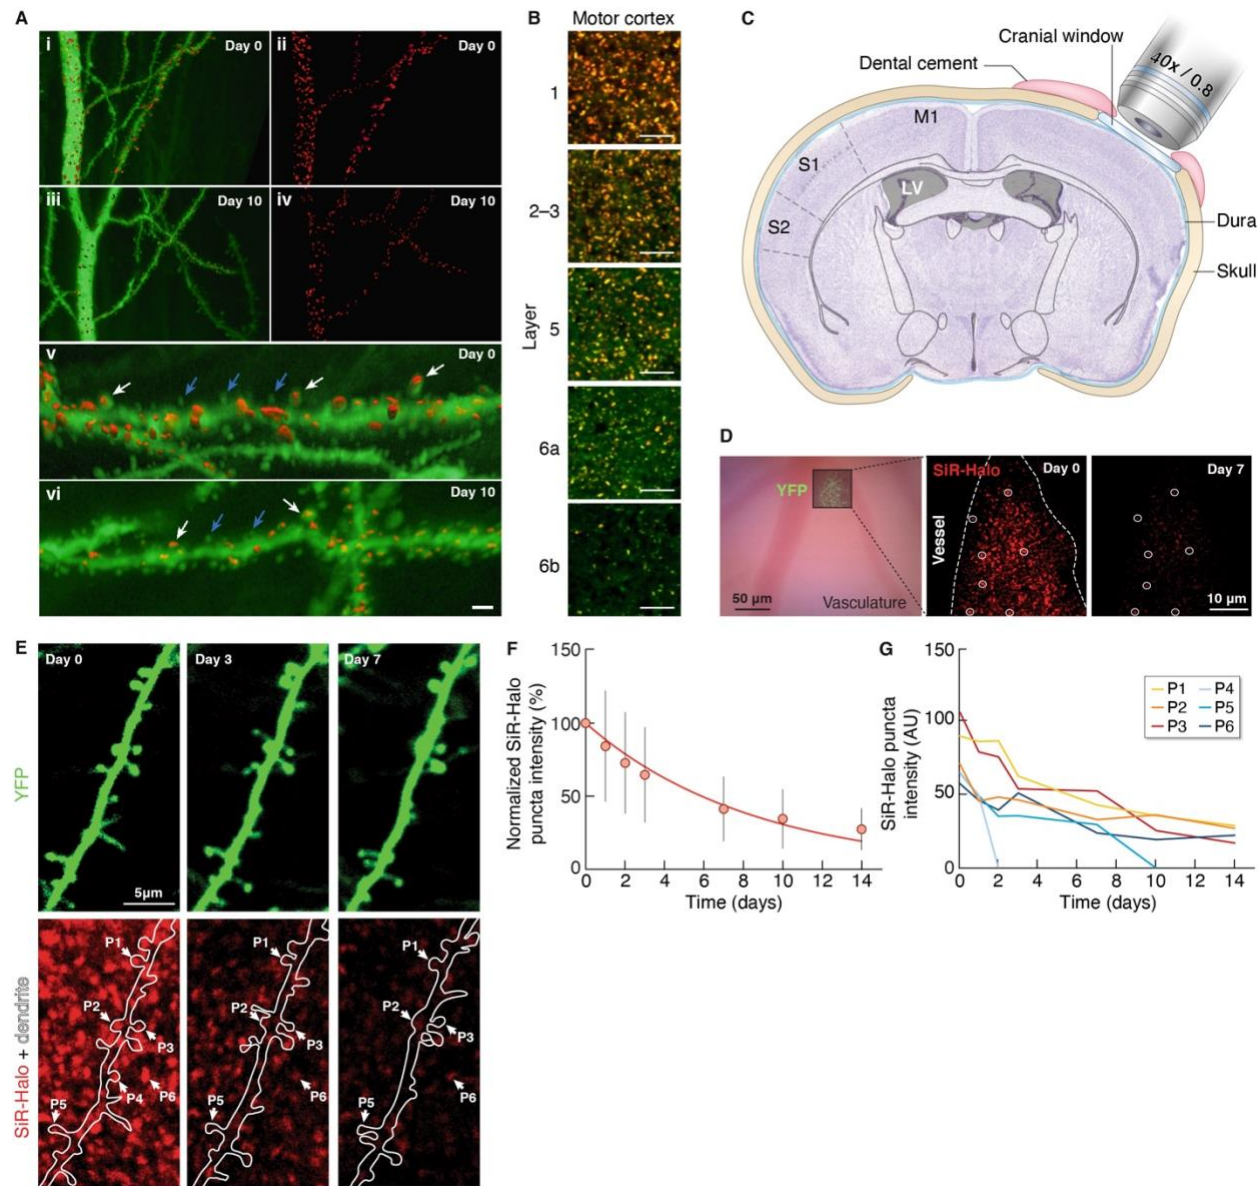 A
i
Day 0
ii
Day 0
iii
Day 10
iv
Day 10
v
Day 0
vi
Day 10
B
Motor cortex
Layer
1
2–3
5
6a
6b
C
Cranial window
Dental cement
40x / 0.8
M1
S1
S2
LV
Dura
Skull
D
YFP
50 µm
Vasculature
SiR-Halo
Day 0
Vessel
Day 7
10 µm
E
YFP
Day 0
5µm
Day 3
Day 7
SiR-Halo + dendrite
P1
P2
P3
P4
P5
P6
P1
P2
P3
P5
P6
P1
P2
P3
P5
P6
F
Normalized SiR-Halo
puncta intensity (%)
150
100
50
0
0 2 4 6 8 10 12 14
Time (days)
G
SiR-Halo puncta
intensity (AU)
150
100
50
0
0 2 4 6 8 10 12 14
Time (days)
P1 P4
P2 P5
P3 P6